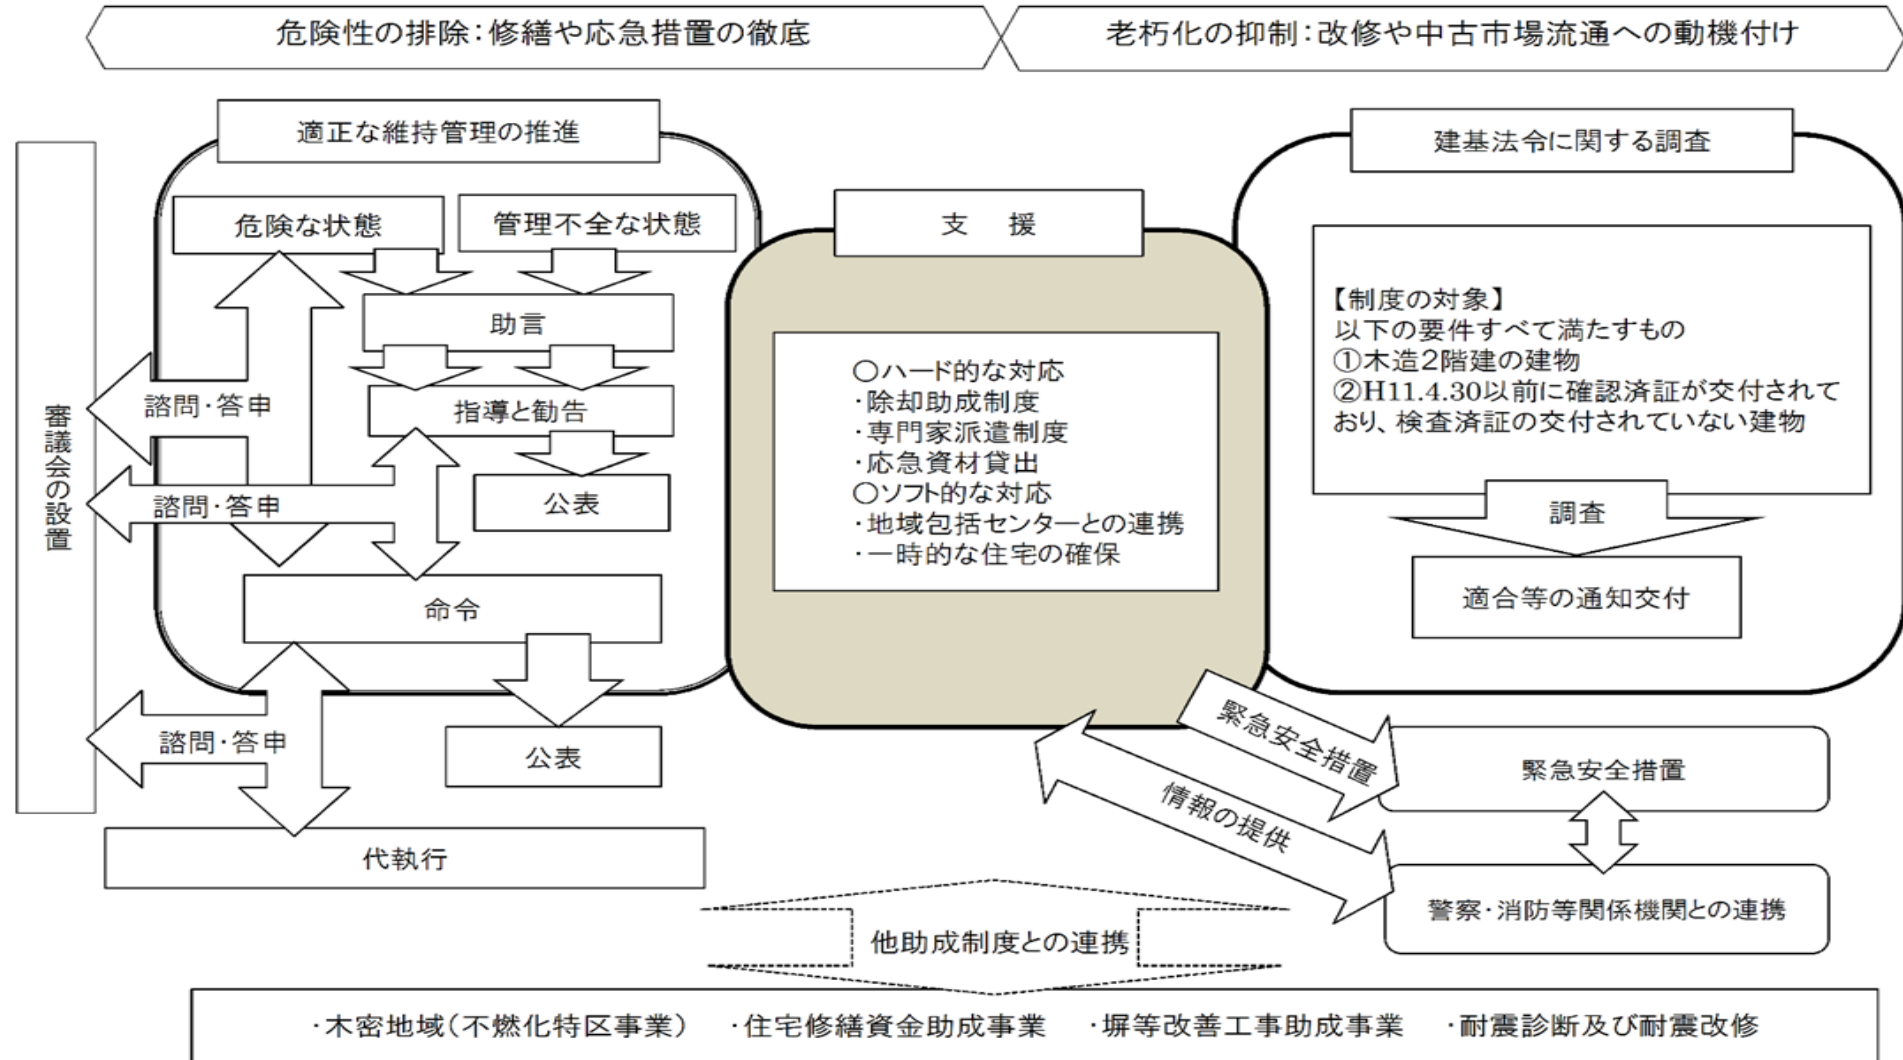 危険性の排除：修繕や応急措置の徹底
老朽化の抑制：改修や中古市場流通への動機付け
適正な維持管理の推進
危険な状態
管理不全な状態
助言
指導と勧告
公表
諮問・答申
諮問・答申
審議会の設置
命令
諮問・答申
公表
代執行
支　援
○ハード的な対応
・除却助成制度
・専門家派遣制度
・応急資材貸出
○ソフト的な対応
・地域包括センターとの連携
・一時的な住宅の確保
建基法令に関する調査
【制度の対象】
以下の要件すべて満たすもの
①木造２階建の建物
②H11.4.30以前に確認済証が交付されて
おり、検査済証の交付されていない建物
調査
適合等の通知交付
緊急安全措置
情報の提供
緊急安全措置
警察・消防等関係機関との連携
他助成制度との連携
・木密地域（不燃化特区事業）　・住宅修繕資金助成事業　・塀等改善工事助成事業　・耐震診断及び耐震改修